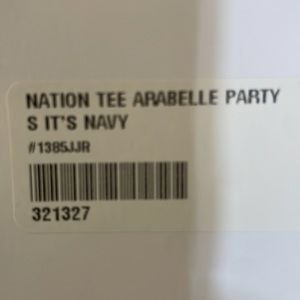 NATION TEE ARABELLE PARTY
S IT'S NAVY
#1385JJR
321327